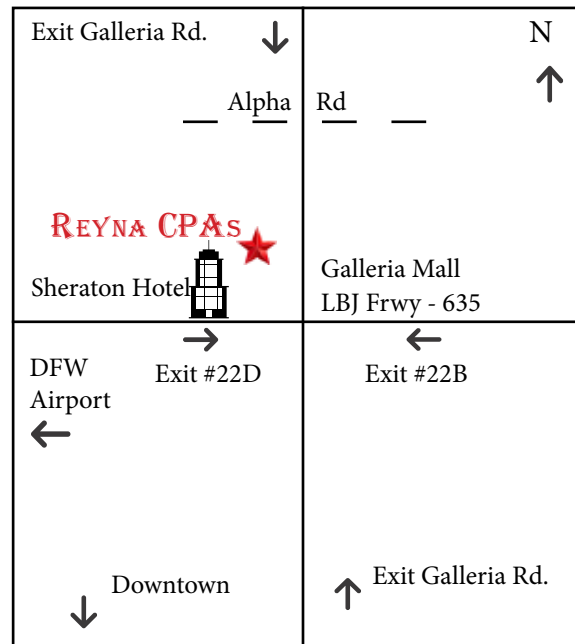 Exit Galleria Rd.
N
Alpha Rd
REYNA CPAS
Sheraton Hotel
Galleria Mall
LBJ Frwy - 635
DFW
Airport
Exit #22D
Exit #22B
Downtown
Exit Galleria Rd.